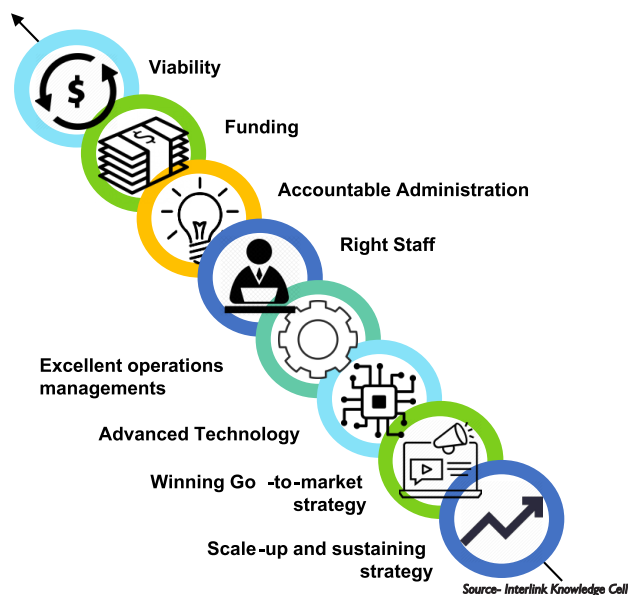 $
Viability
$
Funding
Accountable Administration
Right Staff
Excellent operations
managements
Advanced Technology
Winning Go -to-market
strategy
Scale-up and sustaining
strategy
Source- Interlink Knowledge Cell